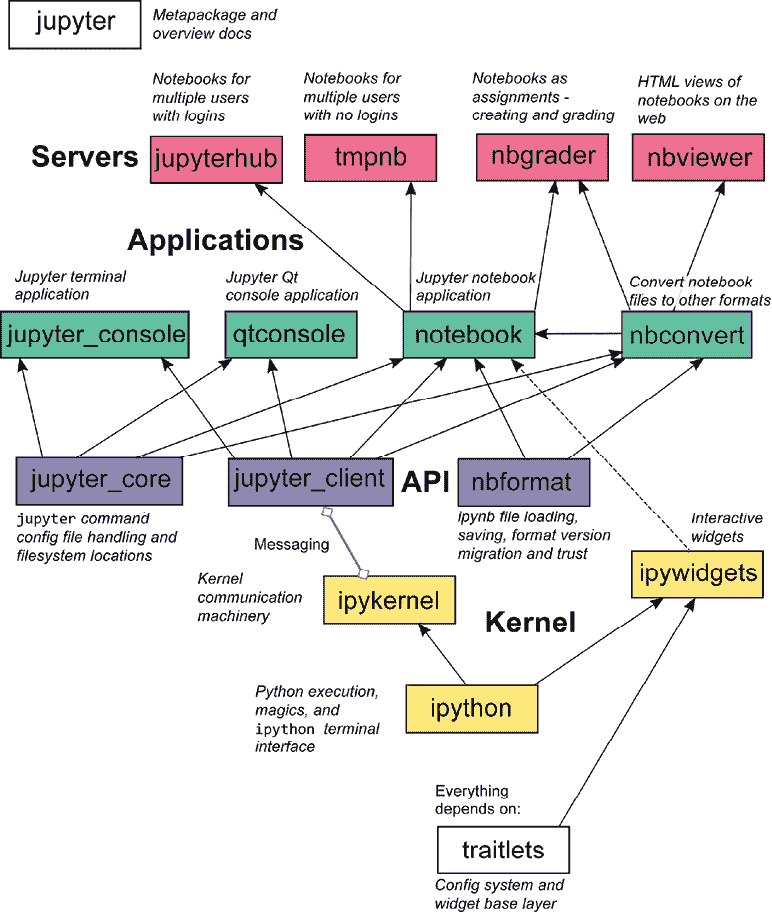 jupyter
Metapackage and
overview docs
Notebooks for
multiple users
with logins
Notebooks for
multiple users
with no logins
Notebooks as
assignments -
creating and grading
HTML views of
notebooks on the
web
Servers
jupyterhub
tmpnb
nbgrader
nbviewer
Applications
Jupyter terminal
application
Jupyter Qt
console application
Jupyter notebook
application
Convert notebook
files to other formats
jupyter_console
qtconsole
notebook
nbconvert
jupyter_core
jupyter_client
API
nbformat
jupyter command
config file handling and
filesystem locations
ipynb file loading,
saving, format version
migration and trust
Interactive
widgets
Messaging
Kernel
communication
machinery
ipykernel
ipywidgets
Kernel
Python execution,
magics, and
ipython terminal
interface
ipython
Everything
depends on:
traitlets
Config system and
widget base layer